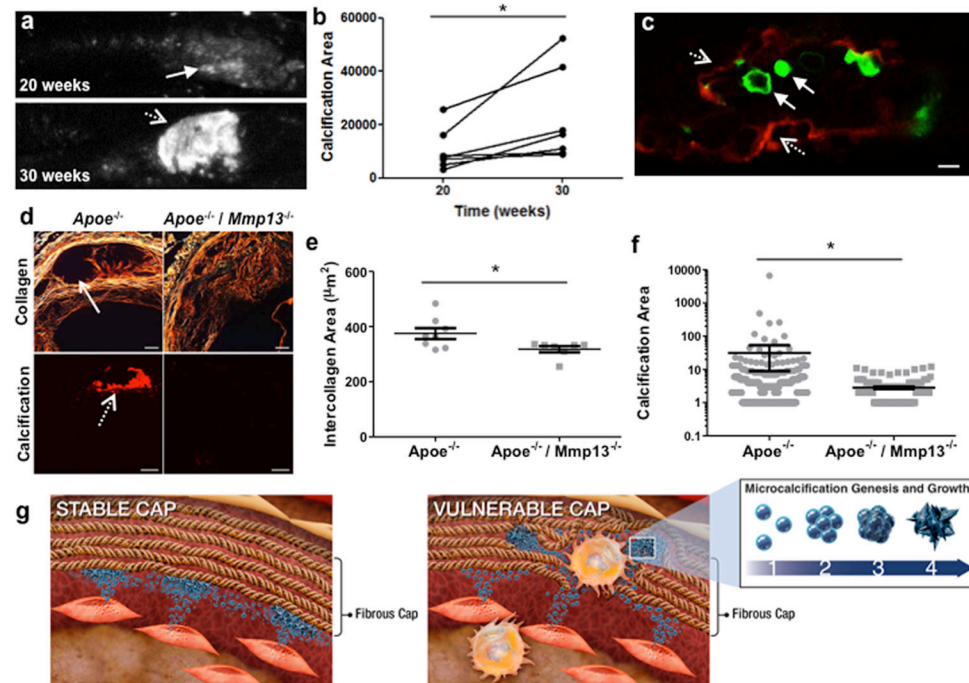 a
20 weeks
30 weeks
b
*
Calcification Area
60000
40000
20000
0
20
30
Time (weeks)
c
d
Apoe-/-
Apoe-/- / Mmp13-/-
Collagen
Calcification
e
*
Intercollagen Area (µm²)
600
400
200
0
Apoe-/-
Apoe-/- / Mmp13-/-
f
*
Calcification Area
10000
1000
100
10
1
0.1
Apoe-/-
Apoe-/- / Mmp13-/-
g
STABLE CAP
Fibrous Cap
VULNERABLE CAP
Fibrous Cap
Microcalcification Genesis and Growth
1 2 3 4